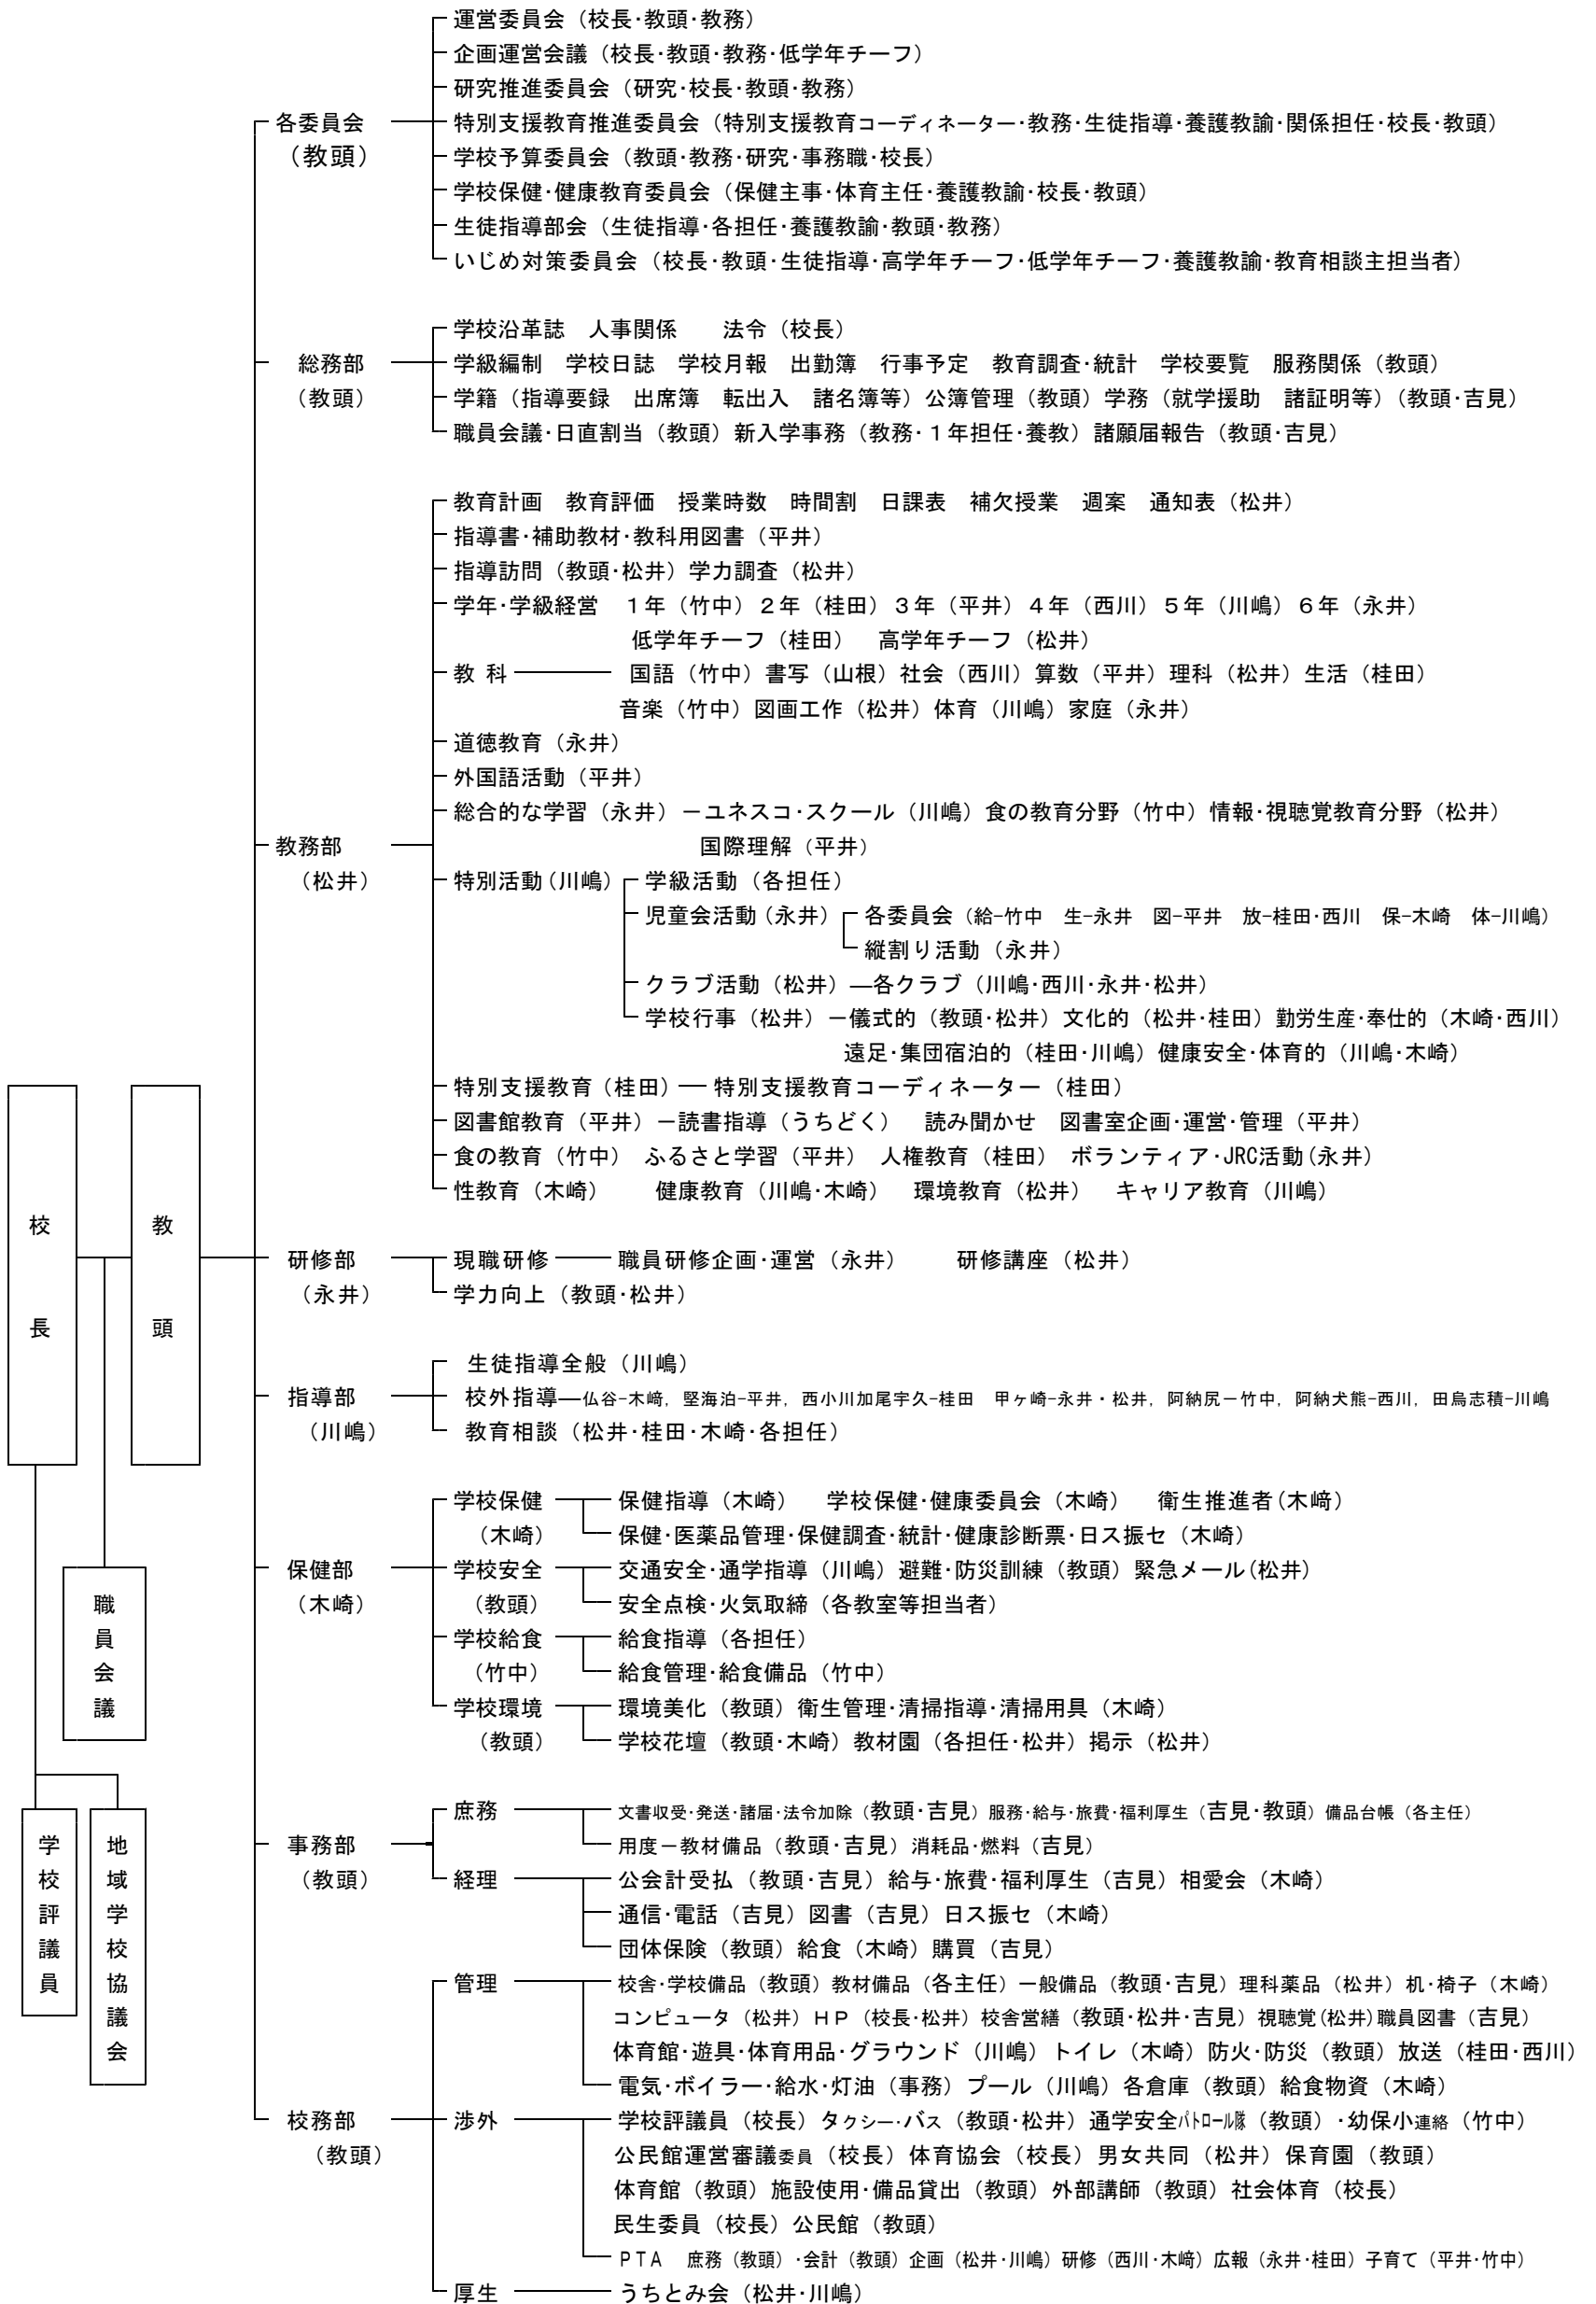 運営委員会（校長･教頭･教務）
企画運営会議（校長･教頭･教務･低学年チーフ）
研究推進委員会（研究･校長･教頭･教務）
各委員会
特別支援教育推進委員会（特別支援教育コーディネーター･教務･生徒指導･養護教諭･関係担任･校長･教頭）
（教頭）
学校予算委員会（教頭･教務･研究･事務職･校長）
学校保健･健康教育委員会（保健主事･体育主任･養護教諭･校長･教頭）
生徒指導部会（生徒指導･各担任･養護教諭･教頭･教務）
いじめ対策委員会（校長･教頭･生徒指導･高学年チーフ･低学年チーフ･養護教諭･教育相談主担当者）
学校沿革誌　人事関係　　法令（校長）
総務部
学級編制　学校日誌　学校月報　出勤簿　行事予定　教育調査･統計　学校要覧　服務関係（教頭）
（教頭）
学籍（指導要録　出席簿　転出入　諸名簿等）公簿管理（教頭）学務（就学援助　諸証明等）（教頭･吉見）
職員会議･日直割当（教頭）新入学事務（教務･１年担任･養教）諸願届報告（教頭･吉見）
教育計画　教育評価　授業時数　時間割　日課表　補欠授業　週案　通知表（松井）
指導書･補助教材･教科用図書（平井）
指導訪問（教頭･松井）学力調査（松井）
学年･学級経営　１年（竹中）２年（桂田）３年（平井）４年（西川）５年（川嶋）６年（永井）
低学年チーフ（桂田）　高学年チーフ（松井）
教 科 ――― 国語（竹中）書写（山根）社会（西川）算数（平井）理科（松井）生活（桂田）
音楽（竹中）図画工作（松井）体育（川嶋）家庭（永井）
道徳教育（永井）
外国語活動（平井）
総合的な学習（永井）－ユネスコ･スクール（川嶋）食の教育分野（竹中）情報･視聴覚教育分野（松井）
教務部
国際理解（平井）
（松井）
特別活動(川嶋)
学級活動（各担任）
児童会活動(永井)
各委員会（給−竹中　生−永井　図−平井　放−桂田･西川　保−木崎　体−川嶋）
縦割り活動（永井）
クラブ活動（松井）―各クラブ（川嶋･西川･永井･松井）
学校行事（松井）－儀式的（教頭･松井）文化的（松井･桂田）勤労生産･奉仕的（木崎･西川）
遠足･集団宿泊的（桂田･川嶋）健康安全･体育的（川嶋･木崎）
特別支援教育（桂田）― 特別支援教育コーディネーター（桂田）
図書館教育（平井）－読書指導（うちどく）　読み聞かせ　図書室企画･運営･管理（平井）
食の教育（竹中）　ふるさと学習（平井）　人権教育（桂田）　ボランティア･JRC活動(永井）
性教育（木崎）　　健康教育（川嶋･木崎）　環境教育（松井）　キャリア教育（川嶋）
校長
教頭
研修部
（永井）
現職研修 ―― 職員研修企画･運営（永井）　　研修講座（松井）
学力向上（教頭･松井）
生徒指導全般（川嶋）
指導部
（川嶋）
校外指導―仏谷−木崎，堅海泊−平井，西小川加尾宇久−桂田　甲ヶ崎−永井・松井，阿納尻－竹中，阿納犬熊−西川，田烏志積−川嶋
教育相談（松井･桂田･木崎･各担任）
学校保健
（木崎）
保健指導（木崎）　学校保健･健康委員会（木崎）　衛生推進者(木崎）
保健･医薬品管理･保健調査･統計･健康診断票･日ス振セ（木崎）
保健部
（木崎）
学校安全
（教頭）
交通安全･通学指導（川嶋）避難･防災訓練（教頭）緊急メール(松井）
安全点検･火気取締（各教室等担当者）
学校給食
（竹中）
給食指導（各担任）
給食管理･給食備品（竹中）
学校環境
（教頭）
環境美化（教頭）衛生管理･清掃指導･清掃用具（木崎）
学校花壇（教頭･木崎）教材園（各担任･松井）掲示（松井）
職員会議
学校評議員
地域学校協議会
事務部
（教頭）
庶務
文書収受･発送･諸届･法令加除（教頭･吉見）服務･給与･旅費･福利厚生（吉見･教頭）備品台帳（各主任）
用度－教材備品（教頭･吉見）消耗品･燃料（吉見）
経理
公会計受払（教頭･吉見）給与･旅費･福利厚生（吉見）相愛会（木崎）
通信･電話（吉見）図書（吉見）日ス振セ（木崎）
団体保険（教頭）給食（木崎）購買（吉見）
管理
校舎･学校備品（教頭）教材備品（各主任）一般備品（教頭･吉見）理科薬品（松井）机･椅子（木崎）
コンピュータ（松井）ＨＰ（校長･松井）校舎営繕（教頭･松井･吉見）視聴覚(松井)職員図書（吉見）
体育館･遊具･体育用品･グラウンド（川嶋）トイレ（木崎）防火･防災（教頭）放送（桂田･西川）
電気･ボイラー･給水･灯油（事務）プール（川嶋）各倉庫（教頭）給食物資（木崎）
校務部
（教頭）
渉外
学校評議員（校長）タクシー･バス（教頭･松井）通学安全ﾊﾟﾄﾛｰﾙ隊（教頭）･幼保小連絡（竹中）
公民館運営審議委員（校長）体育協会（校長）男女共同（松井）保育園（教頭）
体育館（教頭）施設使用･備品貸出（教頭）外部講師（教頭）社会体育（校長）
民生委員（校長）公民館（教頭）
ＰＴＡ　庶務（教頭）･会計（教頭）企画（松井･川嶋）研修（西川･木崎）広報（永井･桂田）子育て（平井･竹中）
厚生 ――― うちとみ会（松井･川嶋）